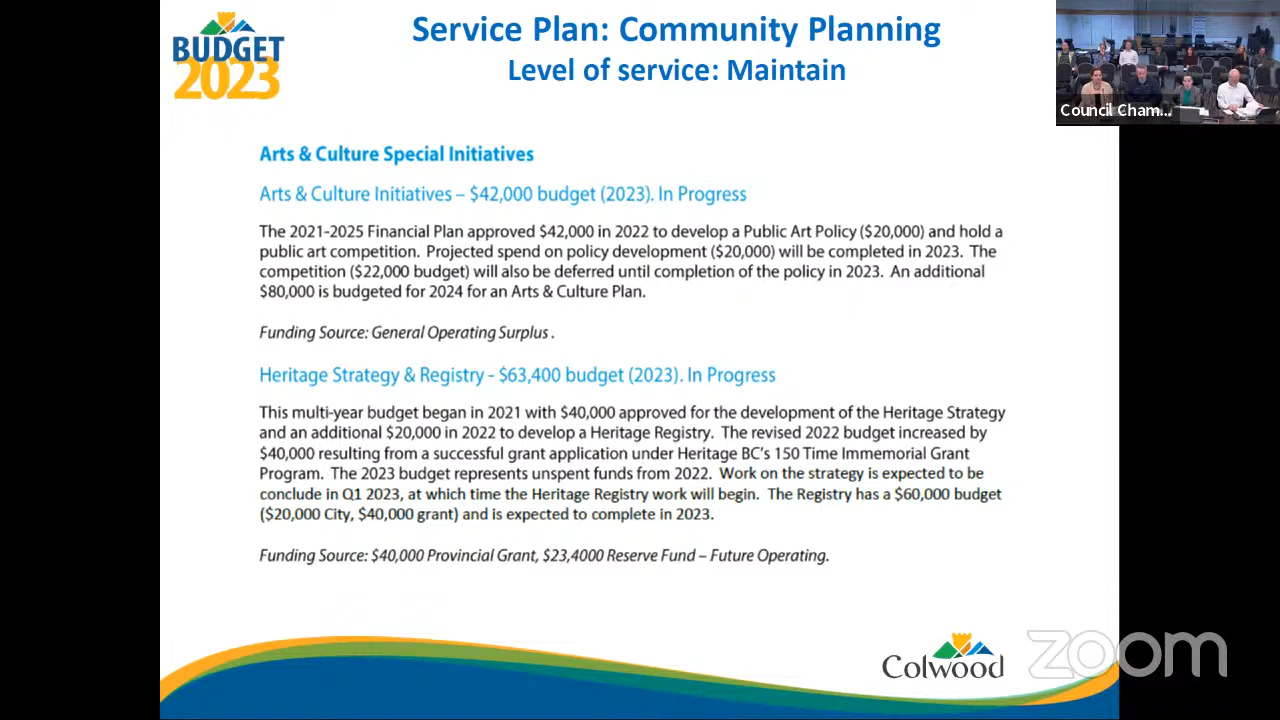 BUDGET
2023
Service Plan: Community Planning
Level of service: Maintain
Council Cham...
Arts & Culture Special Initiatives
Arts & Culture Initiatives – $42,000 budget (2023). In Progress
The 2021-2025 Financial Plan approved $42,000 in 2022 to develop a Public Art Policy ($20,000) and hold a
public art competition. Projected spend on policy development ($20,000) will be completed in 2023. The
competition ($22,000 budget) will also be deferred until completion of the policy in 2023. An additional
$80,000 is budgeted for 2024 for an Arts & Culture Plan.
Funding Source: General Operating Surplus .
Heritage Strategy & Registry - $63,400 budget (2023). In Progress
This multi-year budget began in 2021 with $40,000 approved for the development of the Heritage Strategy
and an additional $20,000 in 2022 to develop a Heritage Registry. The revised 2022 budget increased by
$40,000 resulting from a successful grant application under Heritage BC's 150 Time Immemorial Grant
Program. The 2023 budget represents unspent funds from 2022. Work on the strategy is expected to be
conclude in Q1 2023, at which time the Heritage Registry work will begin. The Registry has a $60,000 budget
($20,000 City, $40,000 grant) and is expected to complete in 2023.
Funding Source: $40,000 Provincial Grant, $23,4000 Reserve Fund – Future Operating.
Colwood
zoom